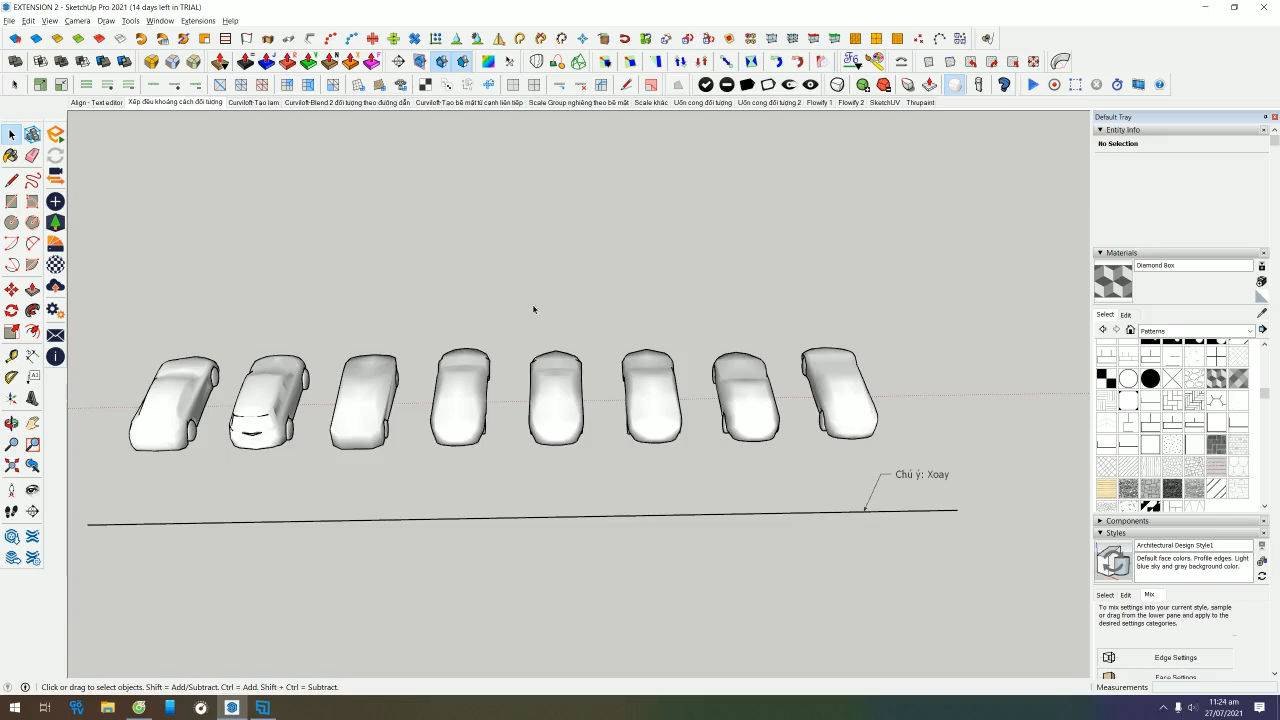 EXTENSION 2 - SketchUp Pro 2021 (14 days left in TRIAL)
File Edit View Camera Draw Tools Window Extensions Help
Align - Text editor Xếp đều khoảng cách đối tượng Curviloft-Tạo lam Curviloft-Blend 2 đối tượng theo đường dẫn Curviloft-Tạo bề mặt từ cạnh liên tiếp Scale Group nghiêng theo bề mặt Scale khác Uốn cong đối tượng Uốn cong đối tượng 2 Flowify 1 Flowify 2 SketchUV Thrupaint
Default Tray
Entity Info
No Selection
Materials
Diamond Box
Select Edit
Patterns
Chú ý: Xoay
Components
Styles
Architectural Design Style1
Default face colors. Profile edges. Light
blue sky and gray background color.
Select Edit Mix
To mix settings into your current style, sample
or drag from the lower pane and apply to the
desired settings categories.
Edge Settings
Face Settings
Click or drag to select objects. Shift = Add/Subtract. Ctrl = Add. Shift + Ctrl = Subtract.
Measurements
11:24 am
27/07/2021